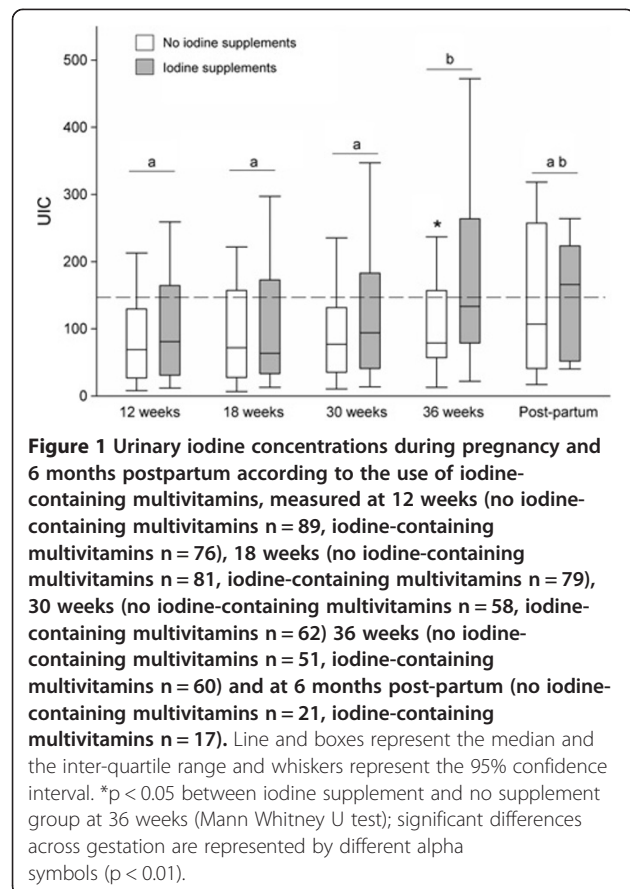 No iodine supplements
Iodine supplements
500
400
300
200
100
0
UIC
a
a
a
b
a b
*
12 weeks
18 weeks
30 weeks
36 weeks
Post-partum
Figure 1 Urinary iodine concentrations during pregnancy and
6 months postpartum according to the use of iodine-
containing multivitamins, measured at 12 weeks (no iodine-
containing multivitamins n = 89, iodine-containing
multivitamins n = 76), 18 weeks (no iodine-containing
multivitamins n = 81, iodine-containing multivitamins n = 79),
30 weeks (no iodine-containing multivitamins n = 58, iodine-
containing multivitamins n = 62) 36 weeks (no iodine-
containing multivitamins n = 51, iodine-containing
multivitamins n = 60) and at 6 months post-partum (no iodine-
containing multivitamins n = 21, iodine-containing
multivitamins n = 17). Line and boxes represent the median and
the inter-quartile range and whiskers represent the 95% confidence
interval. *p < 0.05 between iodine supplement and no supplement
group at 36 weeks (Mann Whitney U test); significant differences
across gestation are represented by different alpha
symbols (p < 0.01).